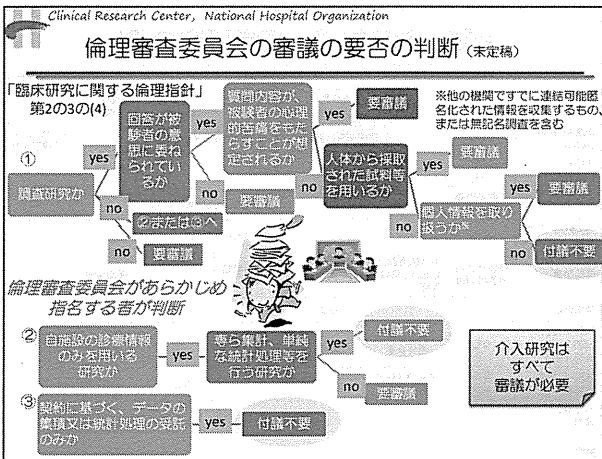 Clinical Research Center, National Hospital Organization
倫理審査委員会の審議の要否の判断（未定稿）
「臨床研究に関する倫理指針」
第2の3の(4)
①
調査研究か
yes
回答が被
験者の意
思に委ね
られてい
るか
yes
質問内容が、
被験者の心理
的苦痛をもた
らすことが想
定されるか
yes
要審議
※他の機関ですでに連結可能匿
名化された情報を収集するもの、
または無記名調査を含む
no
人体から採取
された試料等
を用いるか
yes
要審議
no
個人情報を取り
扱うか※
yes
要審議
no
付議不要
no
要審議
no
②または③へ
no
要審議
倫理審査委員会があらかじめ
指名する者が判断
②
自施設の診療情報
のみを用いる
研究か
yes
専ら集計、単純
な統計処理等を
行う研究か
yes
付議不要
no
要審議
③
契約に基づく、データの
集積又は統計処理の受託
のみか
yes
付議不要
介入研究は
すべて
審議が必要